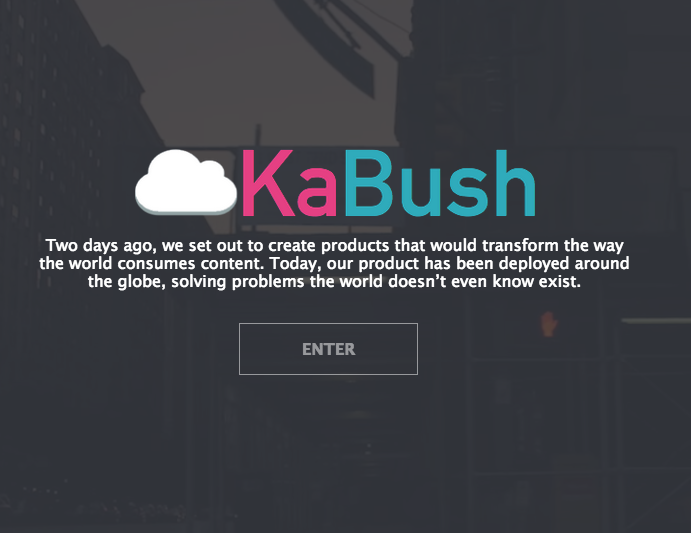 KaBush
Two days ago, we set out to create products that would transform the way
the world consumes content. Today, our product has been deployed around
the globe, solving problems the world doesn’t even know exist.
ENTER